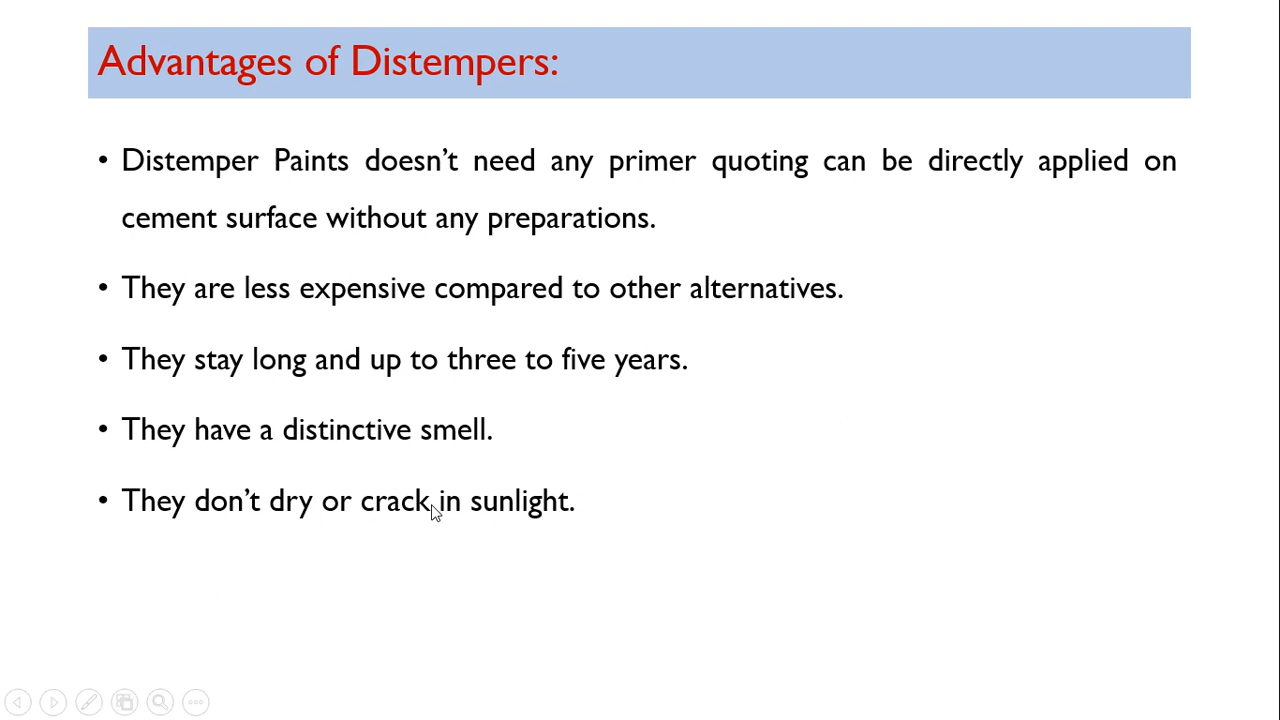 Advantages of Distempers:
• Distemper Paints doesn’t need any primer quoting can be directly applied on
cement surface without any preparations.
• They are less expensive compared to other alternatives.
• They stay long and up to three to five years.
• They have a distinctive smell.
• They don’t dry or crack in sunlight.